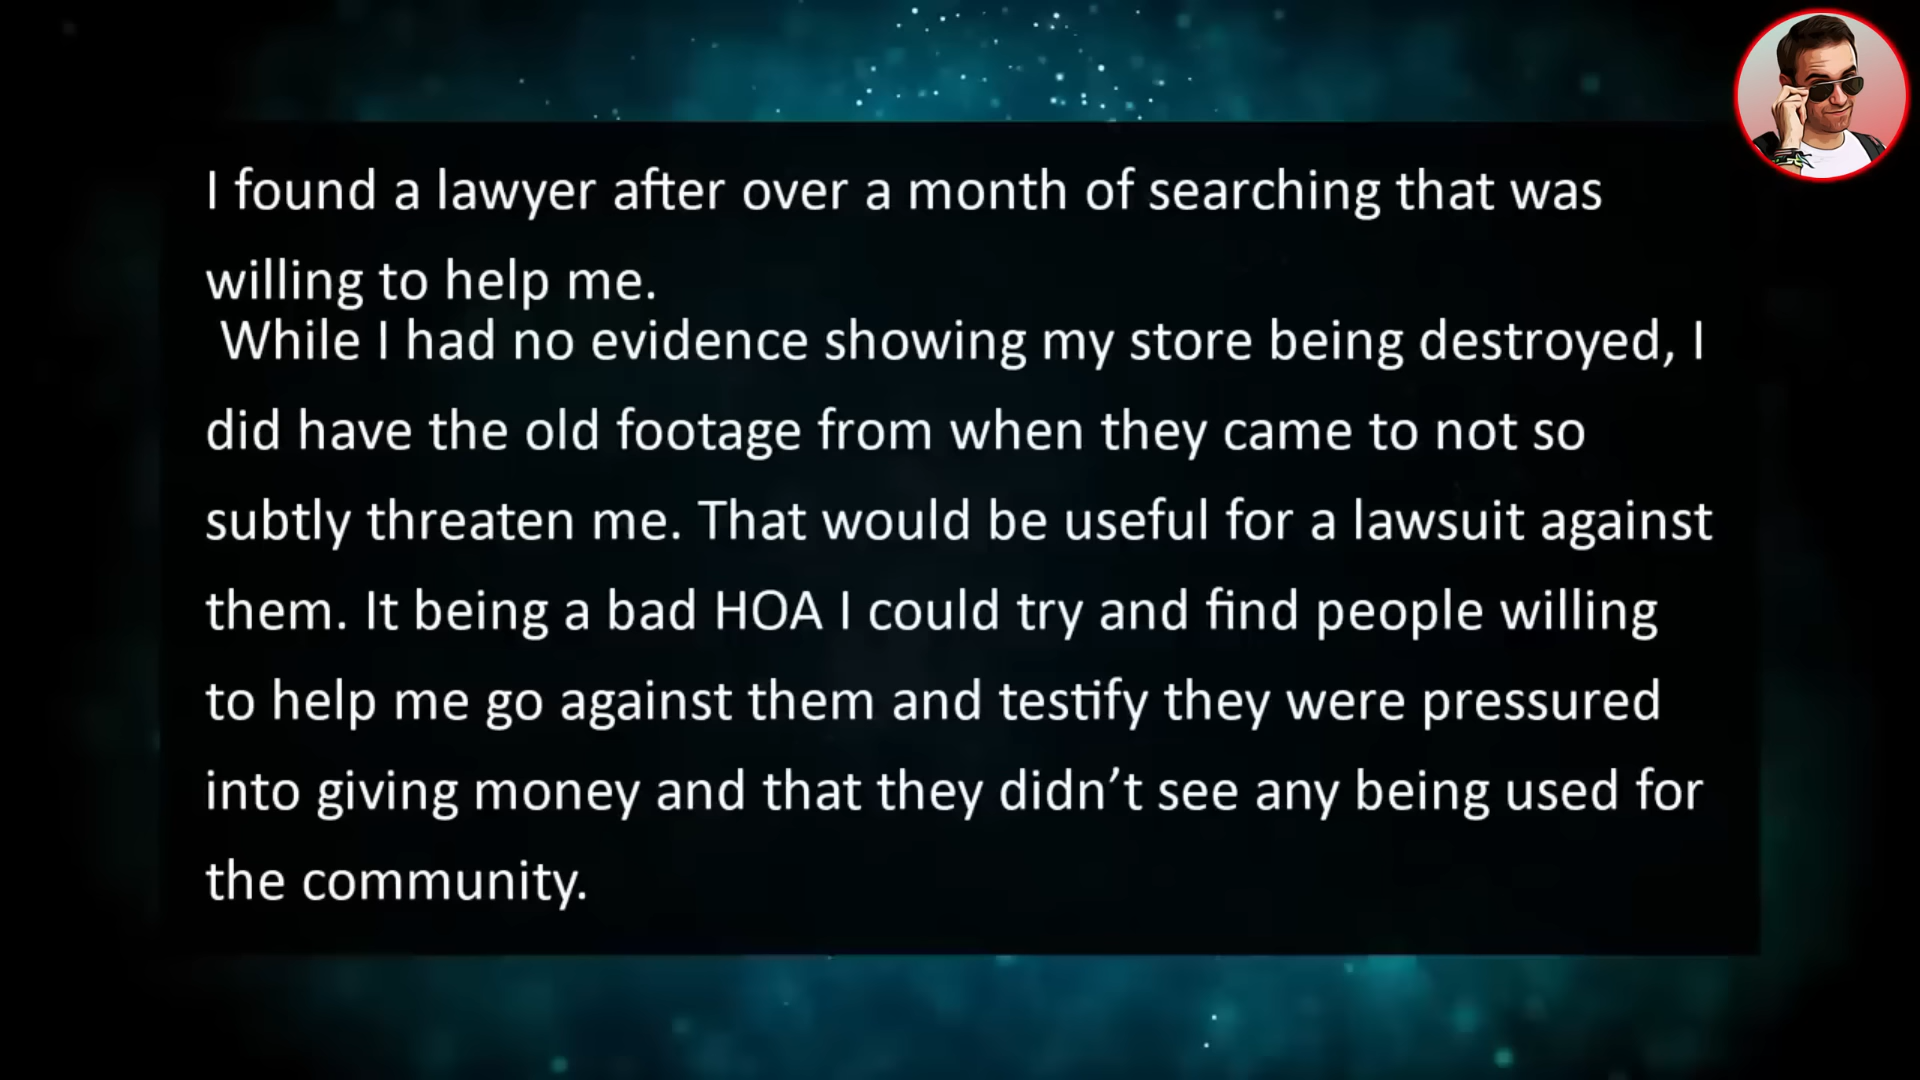 I found a lawyer after over a month of searching that was
willing to help me.
While I had no evidence showing my store being destroyed, I
did have the old footage from when they came to not so
subtly threaten me. That would be useful for a lawsuit against
them. It being a bad HOA I could try and find people willing
to help me go against them and testify they were pressured
into giving money and that they didn’t see any being used for
the community.